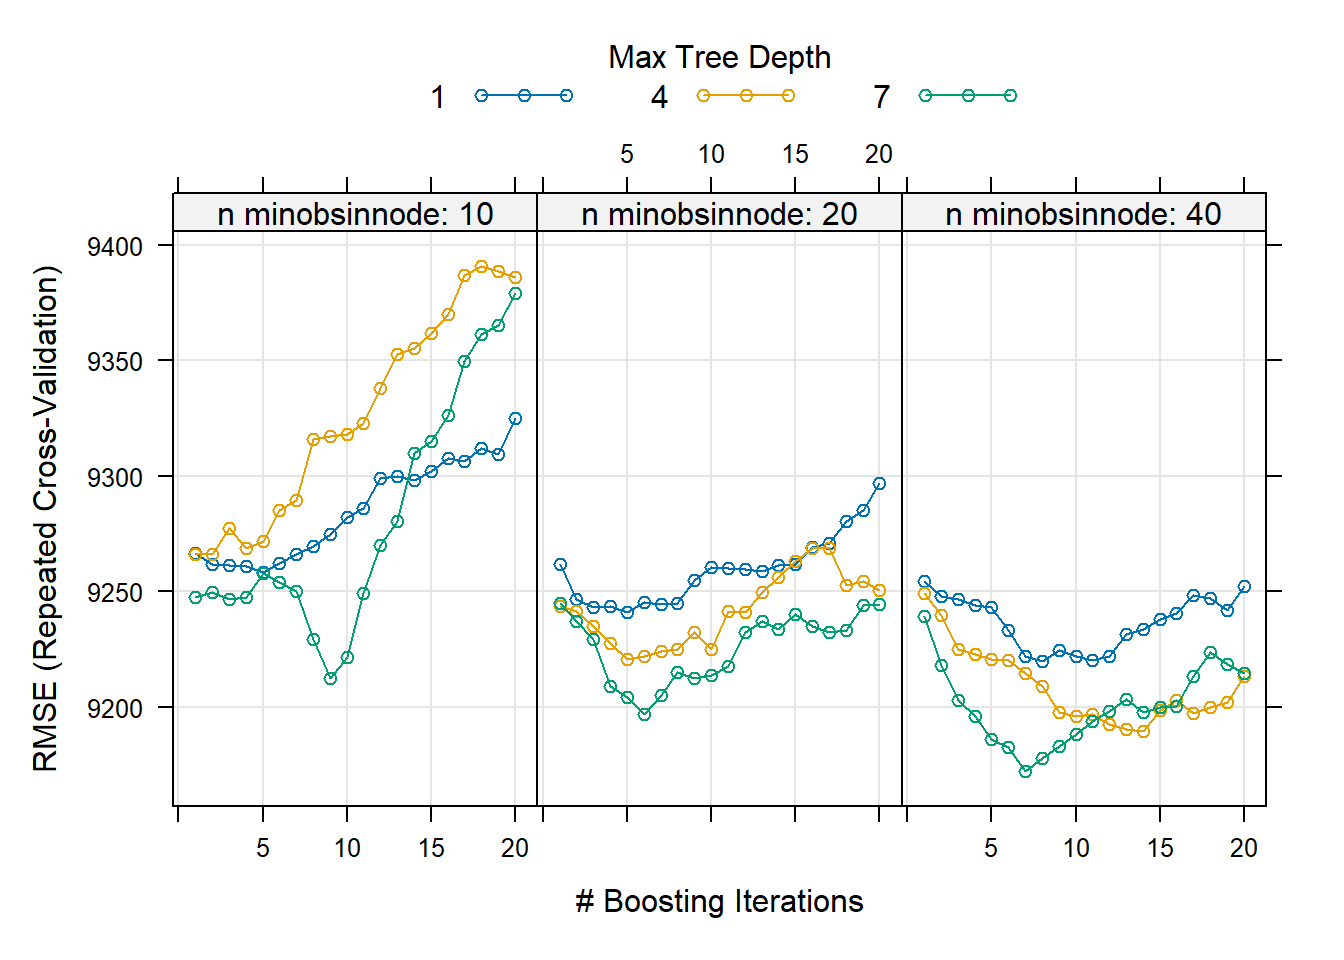 Max Tree Depth
1 4 7
5 10 15 20
n minobsinnode: 10 n minobsinnode: 20 n minobsinnode: 40
RMSE (Repeated Cross-Validation)
9400
9350
9300
9250
9200
5 10 15 20 5 10 15 20
# Boosting Iterations